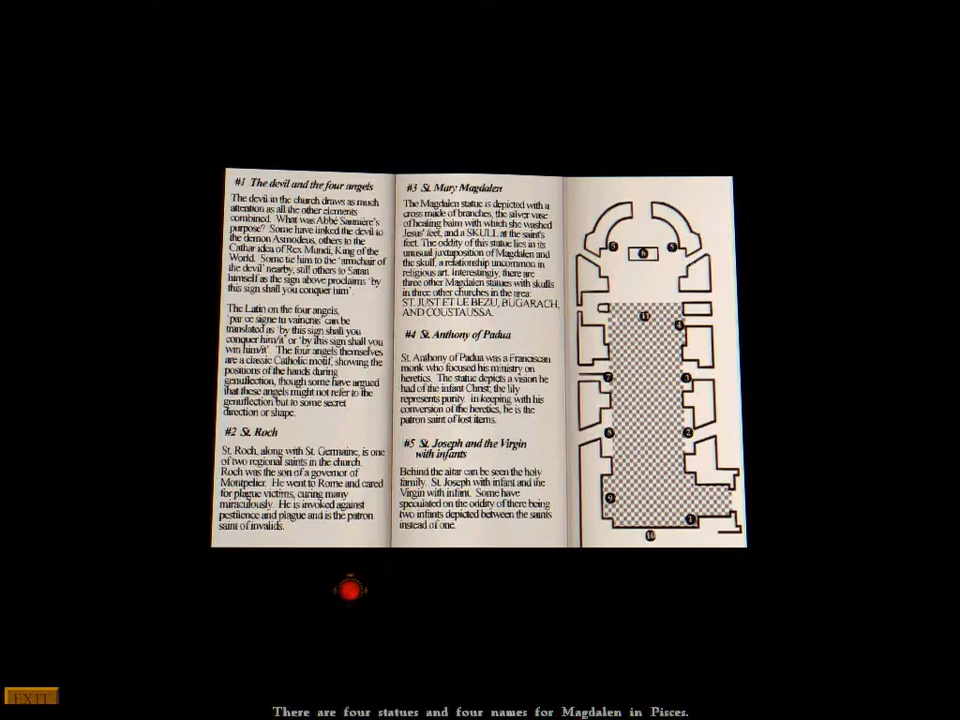 #1 The devil and the four angels
The devil in the church draws as much
attention as all the other elements
combined. What was Abbé Saunière's
purpose? Some have linked the devil to
the demon Asmodeus, others to the
Cathar idea of Rex Mundi, King of the
World. Some tie him to the 'armchair of
the devil' nearby, still others to Satan
himself as the sign above proclaims 'by
this sign shall you conquer him'.
The Latin on the four angels,
'par ce signe tu vaincras' can be
translated as 'by this sign shall you
conquer him/it' or 'by this sign shall you
win him/it'. The four angels themselves
are a classic Catholic motif, showing the
positions of the hands during
genuflection, though some have argued
that these angels might not refer to the
genuflection but to some secret
direction or shape.
#2 St. Roch
St. Roch, along with St. Germaine, is one
of two regional saints in the church.
Roch was the son of a governor of
Montpelier. He went to Rome and cared
for plague victims, curing many
miraculously. He is invoked against
pestilence and plague and is the patron
saint of invalids.
#3 St. Mary Magdalen
The Magdalen statue is depicted with a
cross made of branches, the silver vase
of healing balm with which she washed
Jesus' feet, and a SKULL at the saint's
feet. The oddity of this statue lies in its
unusual juxtaposition of Magdalen and
the skull, a relationship uncommon in
religious art. Interestingly, there are
three other Magdalen statues with skulls
in three other churches in the area:
ST. JUST ET LE BEZU, BUGARACH,
AND COUSTAUSSA.
#4 St. Anthony of Padua
St. Anthony of Padua was a Franciscan
monk who focused his ministry on
heretics. The statue depicts a vision he
had of the infant Christ; the lily
represents purity. in keeping with his
conversion of the heretics, he is the
patron saint of lost items.
#5 St. Joseph and the Virgin
with infants
Behind the altar can be seen the holy
family. St. Joseph with infant and the
Virgin with infant. Some have
speculated on the oddity of there being
two infants depicted between the saints
instead of one.
5
5
6
11
4
7
3
8
2
9
1
10
EXIT
There are four statues and four names for Magdalen in Pisces.